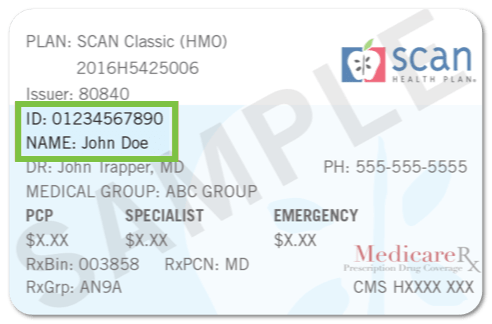 PLAN: SCAN Classic (HMO)
2016H5425006
Issuer: 80840
scan
HEALTH PLAN®
ID: 01234567890
NAME: John Doe
DR: John Trapper, MD PH: 555-555-5555
MEDICAL GROUP: ABC GROUP
PCP SPECIALIST EMERGENCY
$X.XX $X.XX $X.XX
RxBin: 003858 RxPCN: MD
RxGrp: AN9A
MedicareRx
Prescription Drug Coverage
CMS HXXXX XXX
SAMPLE